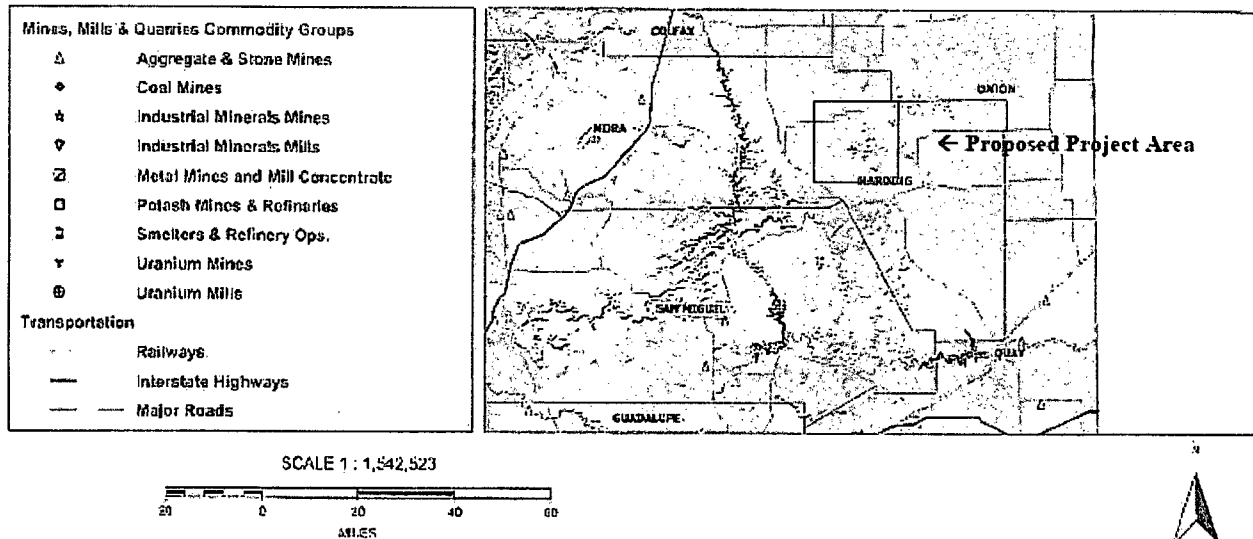 Mines, Mills & Quarries Commodity Groups
Aggregate & Stone Mines
Coal Mines
Industrial Minerals Mines
Industrial Minerals Mills
Metal Mines and Mill Concentrate
Potash Mines & Refineries
Smelters & Refinery Ops.
Uranium Mines
Uranium Mills
Transportation
Railways
Interstate Highways
Major Roads
COLFAX
UNION
MORA
← Proposed Project Area
HARDING
SAN MIGUEL
QUAY
GUADALUPE
SCALE 1 : 1,542,523
20 0 20 40 60
MILES
N